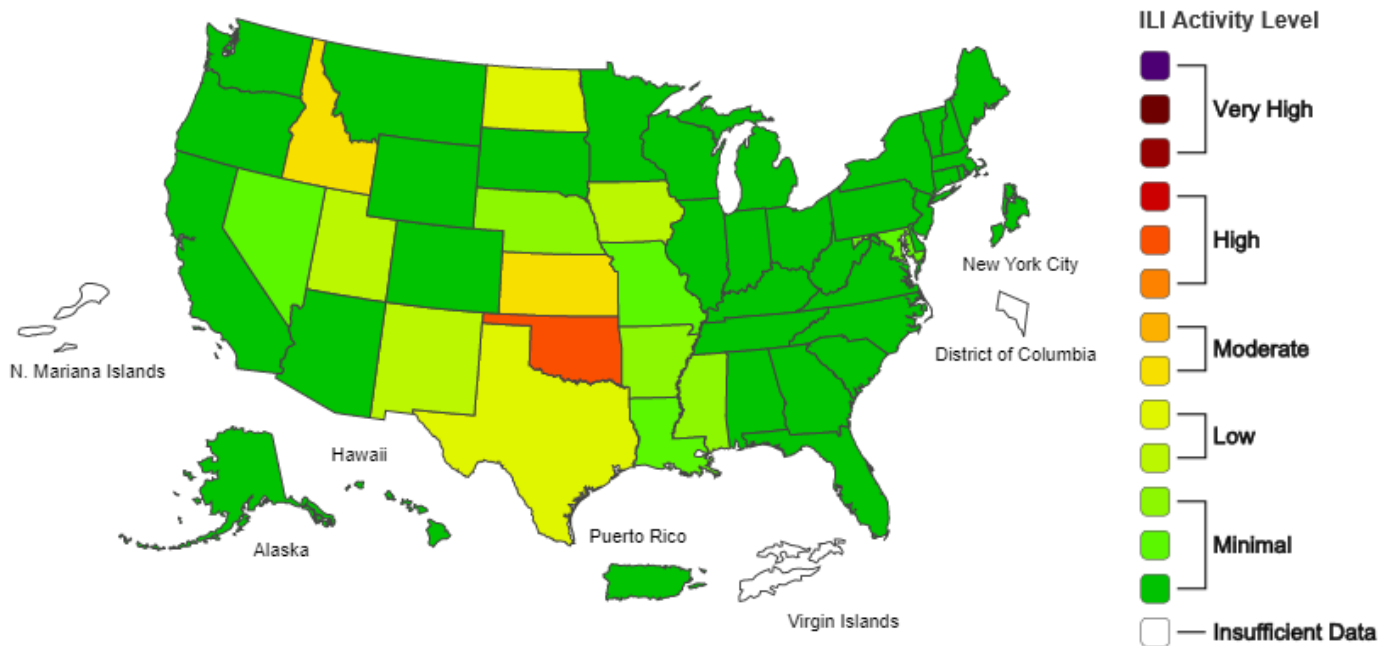 ILI Activity Level
Very High
High
Moderate
Low
Minimal
Insufficient Data
New York City
District of Columbia
N. Mariana Islands
Hawaii
Alaska
Puerto Rico
Virgin Islands